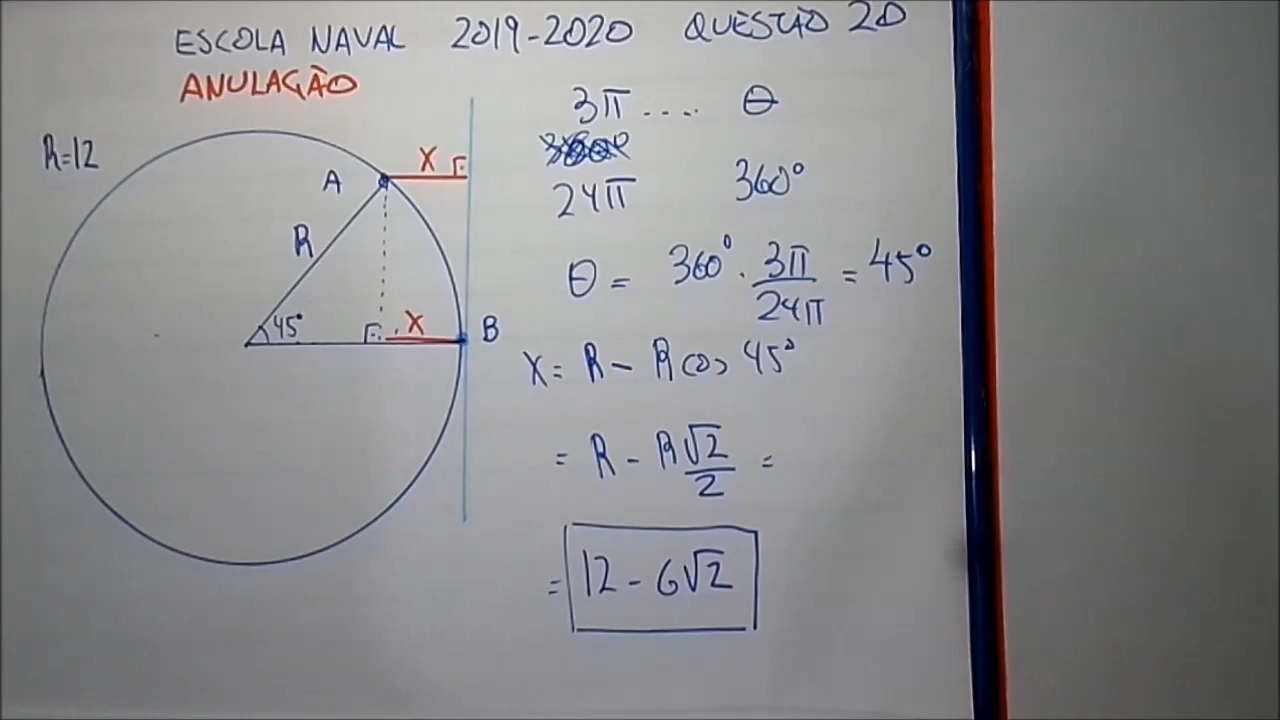 ESCOLA NAVAL 2019-2020 QUESTÃO 20
ANULAÇÃO
R=12
A
X
R
45°
X
B
3π .... θ
24π 360°
θ = 360° · 3π/24π = 45°
X = R - R cos 45°
= R - R√2/2 =
= 12 - 6√2